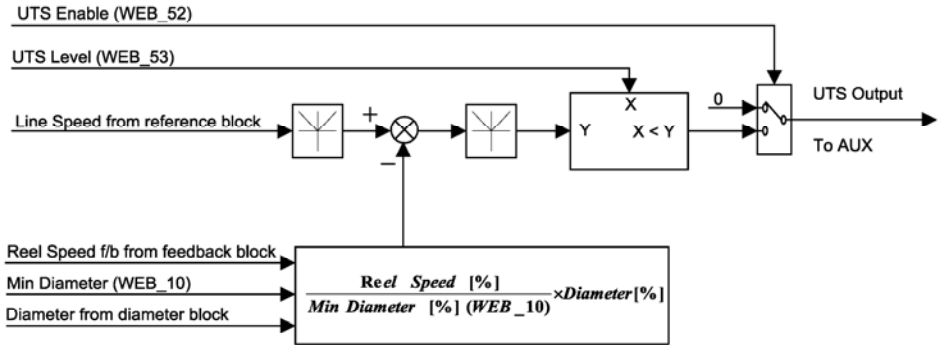 UTS Enable (WEB_52)
UTS Level (WEB_53)
Line Speed from reference block
+
−
Y
X
X < Y
0
UTS Output
To AUX
Reel Speed f/b from feedback block
Min Diameter (WEB_10)
Diameter from diameter block
Reel Speed [%]
Min Diameter [%] (WEB_10)
×Diameter[%]